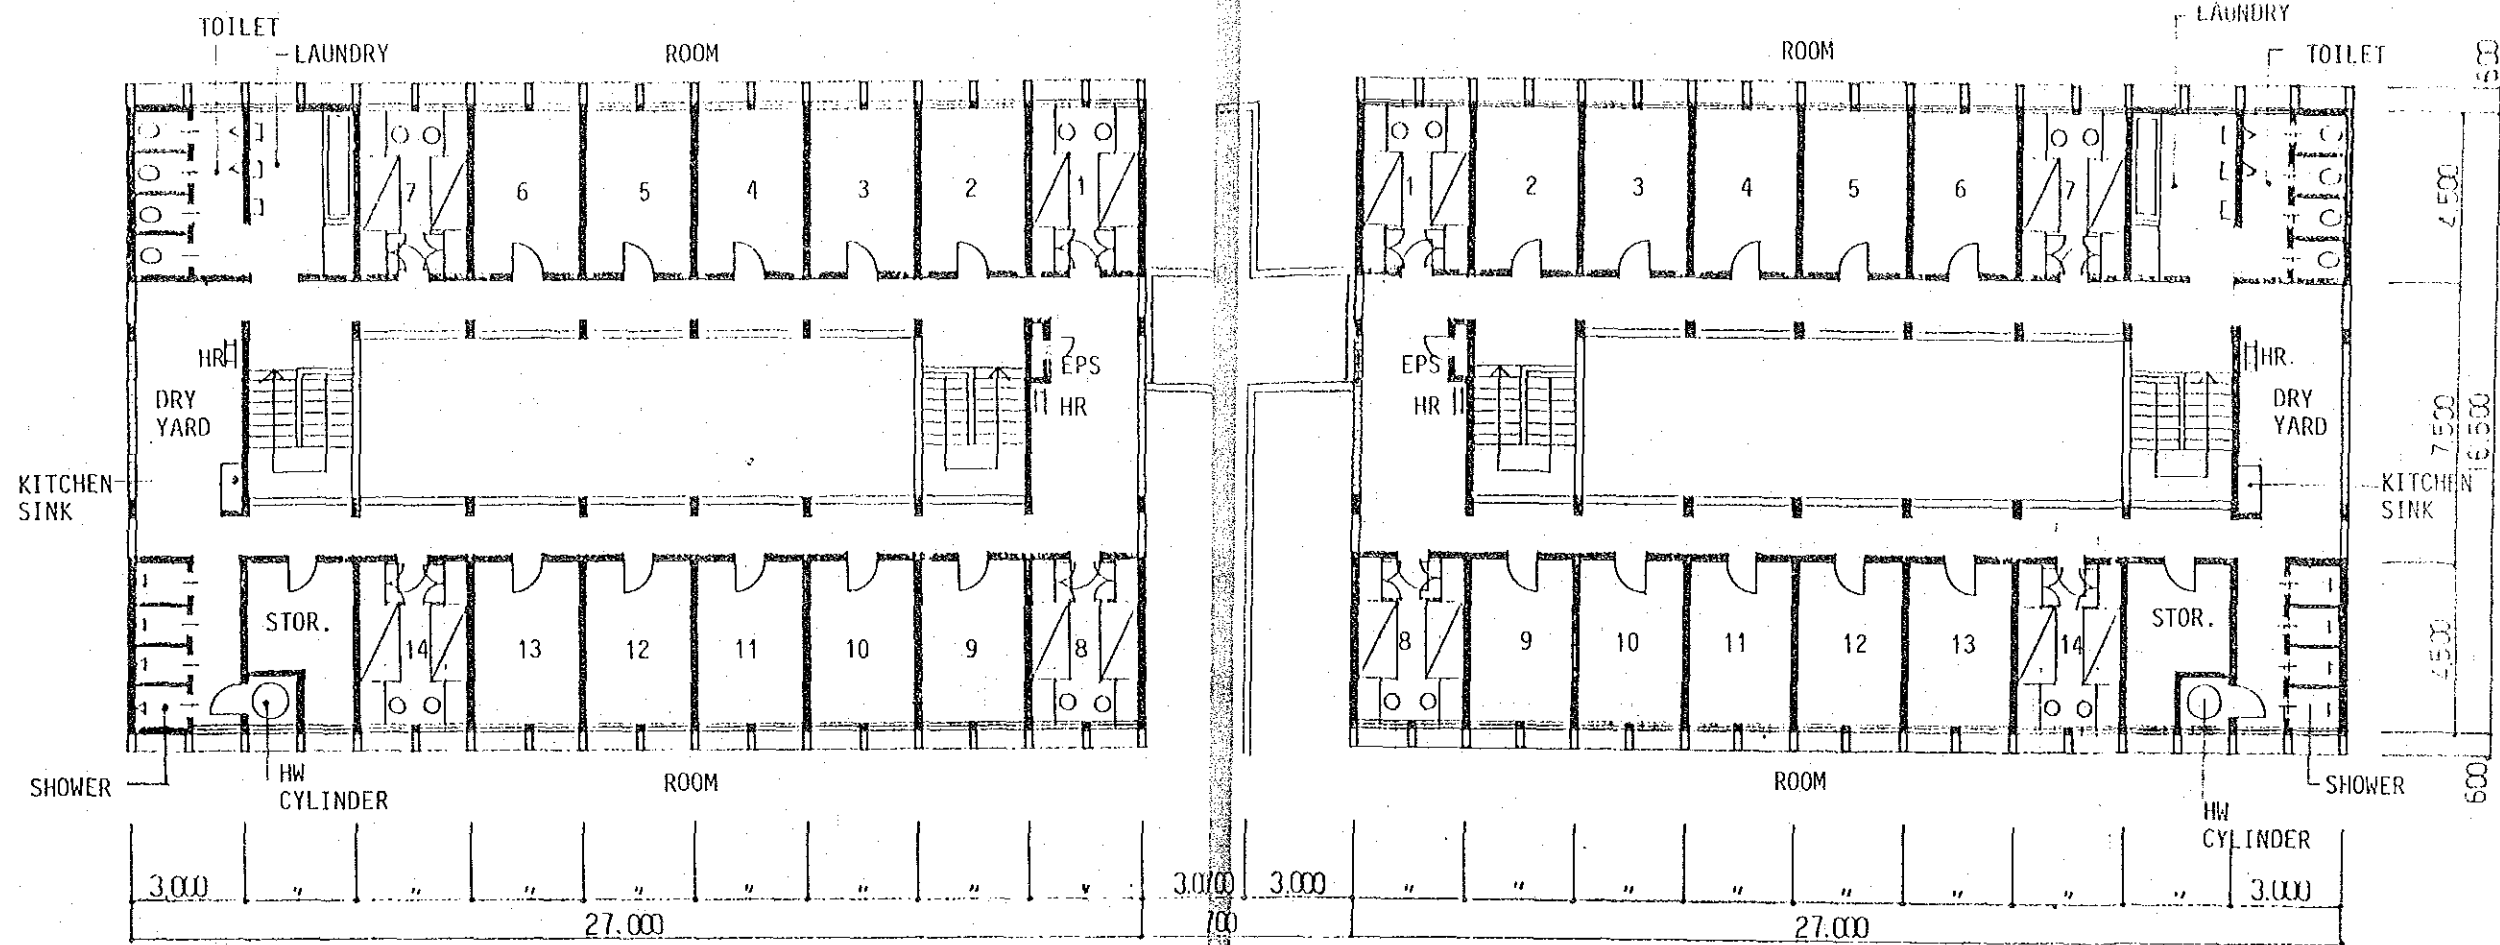 TOILET
LAUNDRY
ROOM
7
6
5
4
3
2
1
HR
EPS
HR
DRY
YARD
KITCHEN
SINK
STOR.
14
13
12
11
10
9
8
SHOWER
HW
CYLINDER
ROOM
LAUNDRY
ROOM
TOILET
1
2
3
4
5
6
7
EPS
HR
HR.
DRY
YARD
KITCHEN
SINK
8
9
10
11
12
13
14
STOR.
SHOWER
HW
CYLINDER
ROOM
600
4.500
7.500
16.500
4.500
600
3.000 " " " " " " " "
3.000
3.000
" " " " " " " " 3.000
27.000
27.000